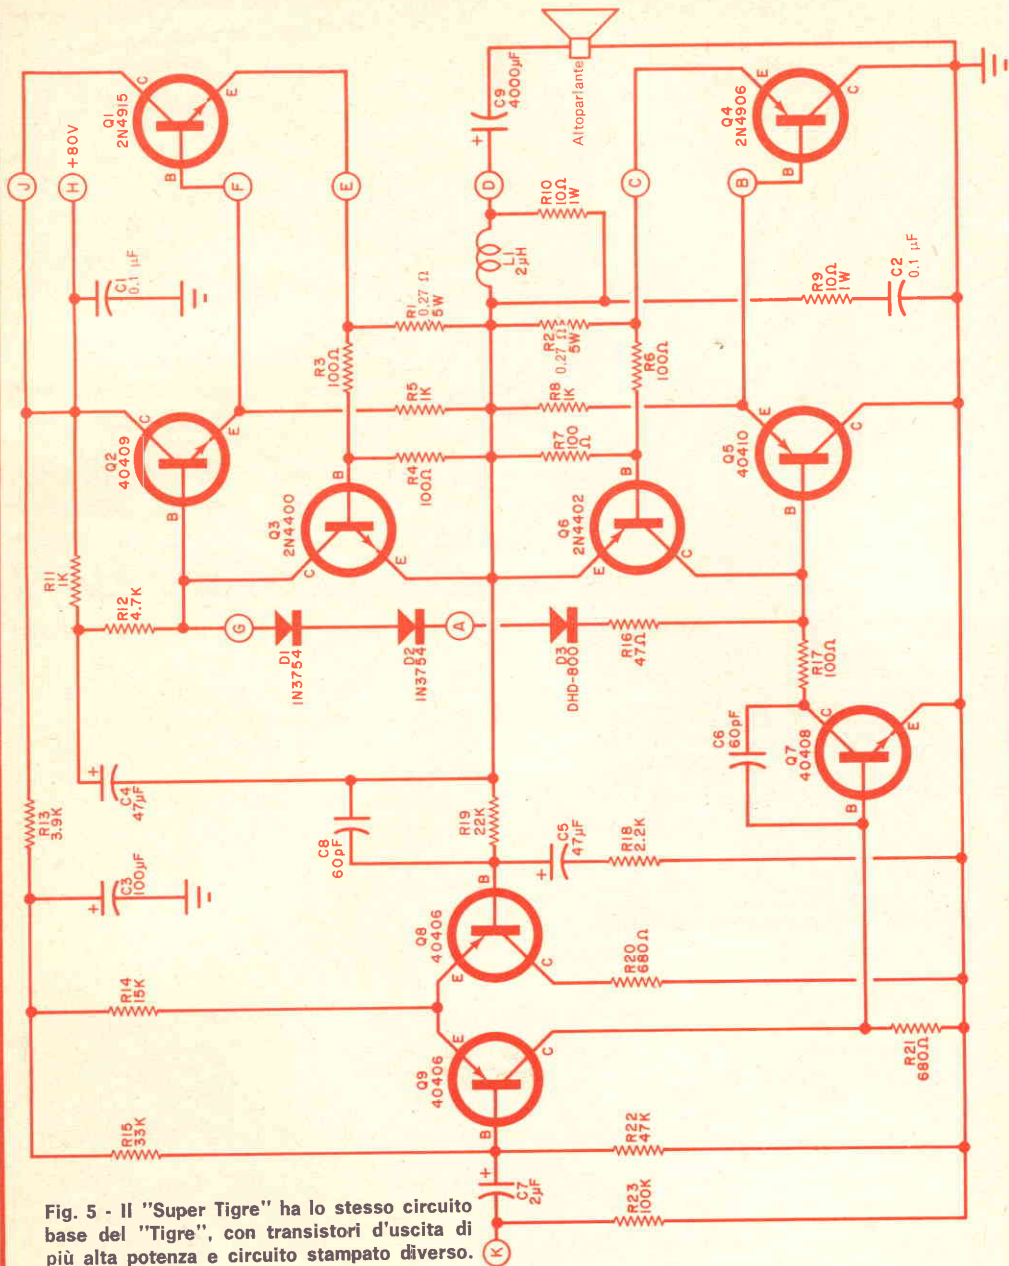 J
H
+80V
C
E
B
Q1
2N4915
F
E
C1
0.1 µF
C9
4000µF
+
Altoparlante
D
R10
10Ω
1W
L1
2µH
C
E
C
B
Q4
2N4906
B
R9
10Ω
1W
C2
0.1 µF
R1
0.27 Ω
5W
R2
0.27 Ω
5W
R3
100Ω
R6
100Ω
R5
1K
R8
1K
R4
100Ω
R7
100
Ω
Q2
40409
C
E
B
Q3
2N4400
B
C
E
Q6
2N4402
B
E
C
Q5
40410
E
C
B
R11
1K
R12
4.7K
G
D1
1N3754
D2
1N3754
A
D3
DHD-800
R16
47Ω
R17
100Ω
C6
60pF
Q7
40408
C
E
B
R13
3.9K
+
C4
47µF
C8
60pF
R19
22K
+
C5
47µF
R18
2.2K
+
C3
100µF
Q8
40406
B
E
C
R20
680Ω
R14
15K
Q9
40406
E
C
B
R21
680Ω
R15
33K
R22
47K
+
C7
2µF
R23
100K
K
Fig. 5 - Il "Super Tigre" ha lo stesso circuito
base del "Tigre", con transistori d'uscita di
più alta potenza e circuito stampato diverso.